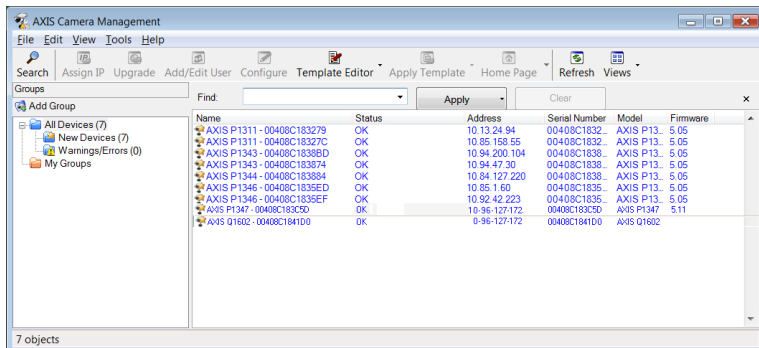 AXIS Camera Management
File Edit View Tools Help
Search Assign IP Upgrade Add/Edit User Configure Template Editor Apply Template Home Page Refresh Views
Groups
Add Group
All Devices (7)
New Devices (7)
Warnings/Errors (0)
My Groups
Find: Apply Clear
Name Status Address Serial Number Model Firmware
AXIS P1311 - 00408C183279 OK 10.13.24.94 00408C1832... AXIS P13... 5.05
AXIS P1311 - 00408C18327C OK 10.85.158.55 00408C1832... AXIS P13... 5.05
AXIS P1343 - 00408C1838BD OK 10.94.200.104 00408C1838... AXIS P13... 5.05
AXIS P1343 - 00408C183874 OK 10.94.47.30 00408C1838... AXIS P13... 5.05
AXIS P1344 - 00408C183884 OK 10.84.127.220 00408C1838... AXIS P13... 5.05
AXIS P1346 - 00408C1835ED OK 10.85.1.60 00408C1835... AXIS P13... 5.05
AXIS P1346 - 00408C1835EF OK 10.92.42.223 00408C1835... AXIS P13... 5.05
AXIS P1347 - 00408C183C5D OK 10-96-127-172 00408C183C5D AXIS P1347 5.11
AXIS Q1602 - 00408C1841D0 OK 0-96-127-172 00408C1841D0 AXIS Q1602
7 objects